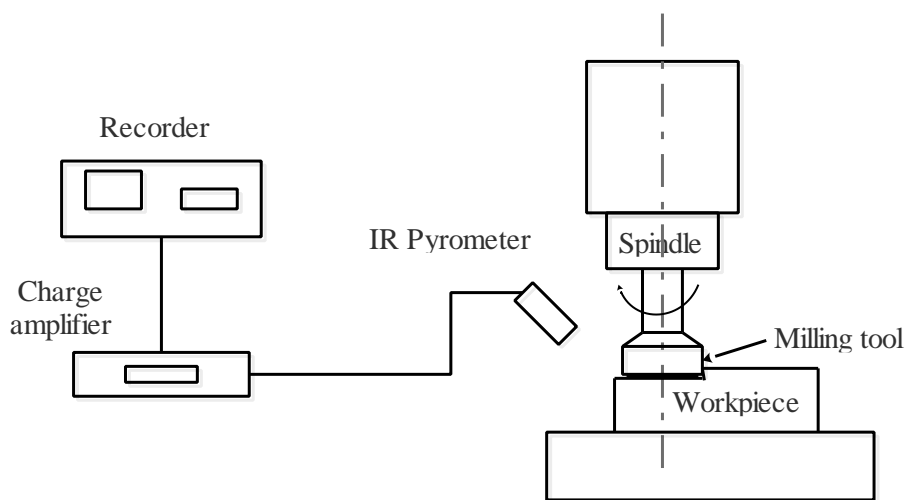 Recorder
IR Pyrometer
Spindle
Charge
amplifier
Milling tool
Workpiece